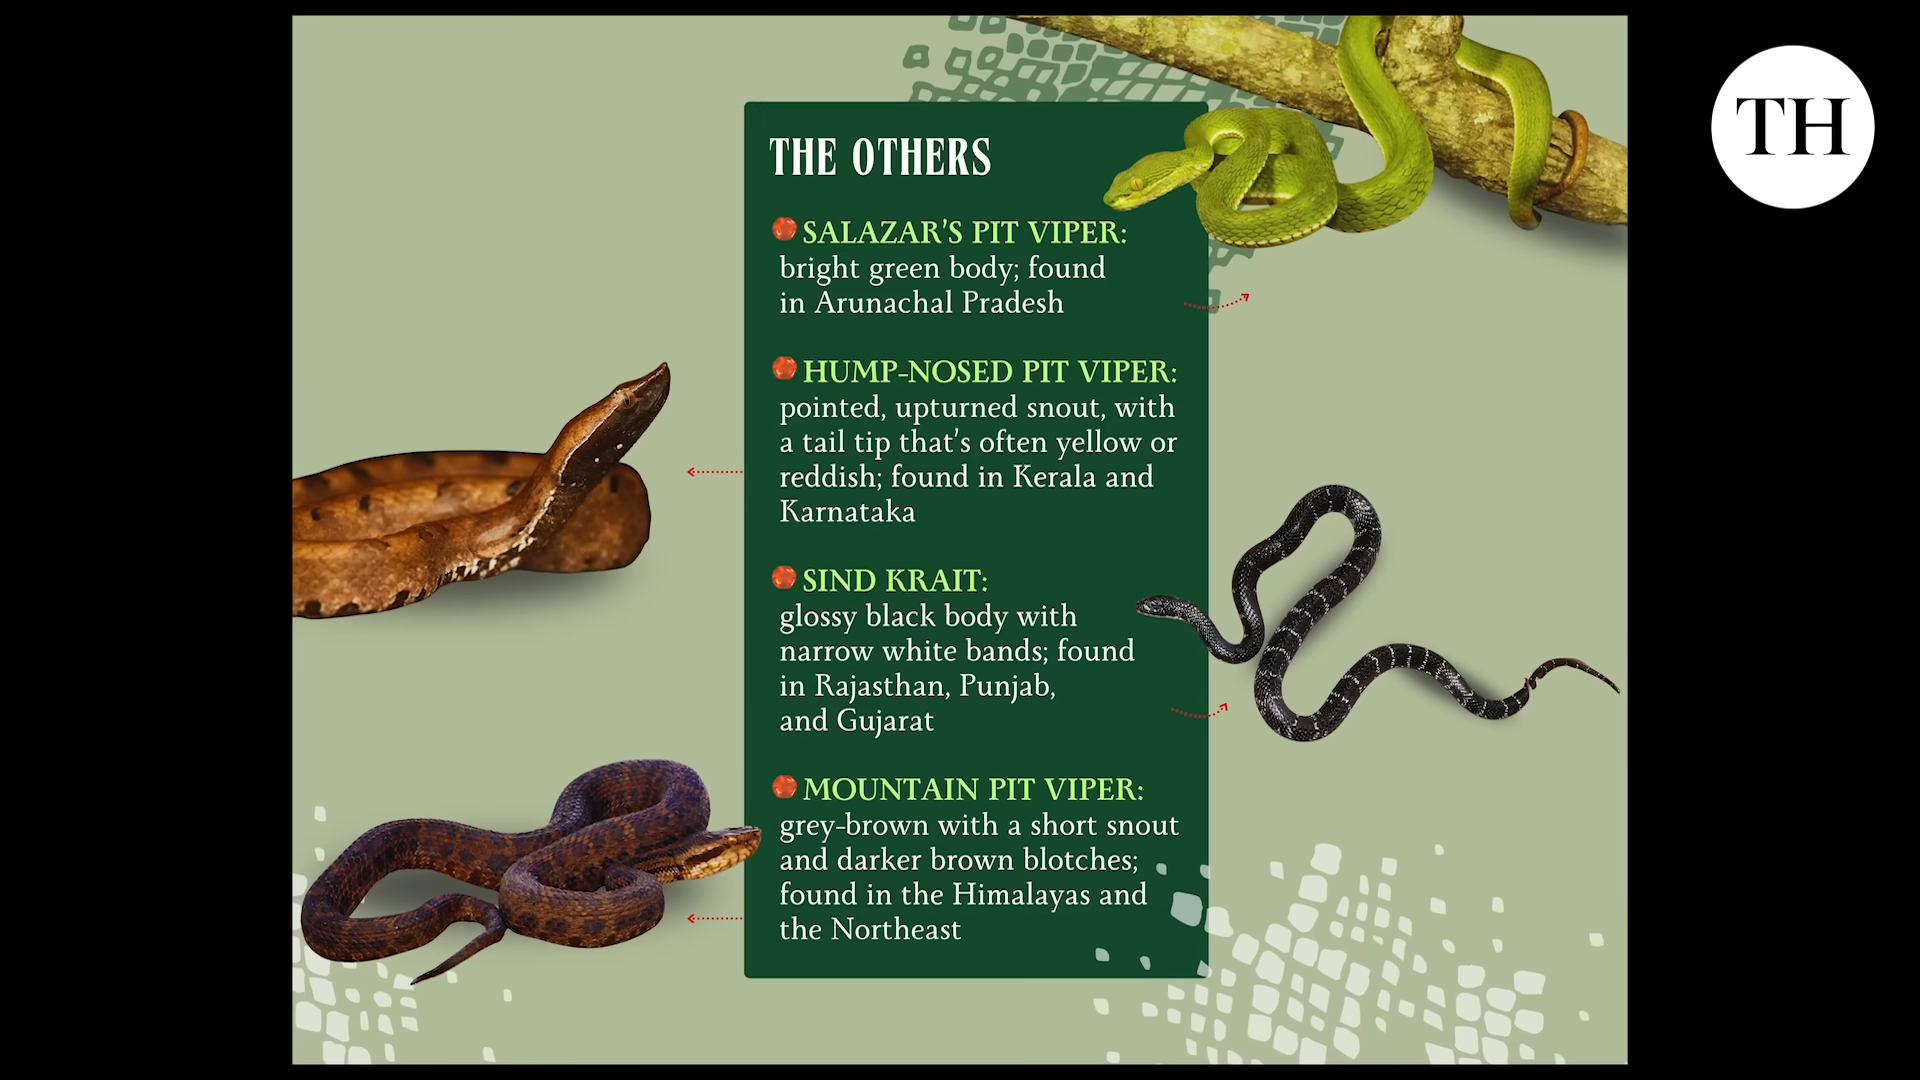 THE OTHERS
SALAZAR'S PIT VIPER:
bright green body; found
in Arunachal Pradesh
HUMP-NOSED PIT VIPER:
pointed, upturned snout, with
a tail tip that's often yellow or
reddish; found in Kerala and
Karnataka
SIND KRAIT:
glossy black body with
narrow white bands; found
in Rajasthan, Punjab,
and Gujarat
MOUNTAIN PIT VIPER:
grey-brown with a short snout
and darker brown blotches;
found in the Himalayas and
the Northeast
TH